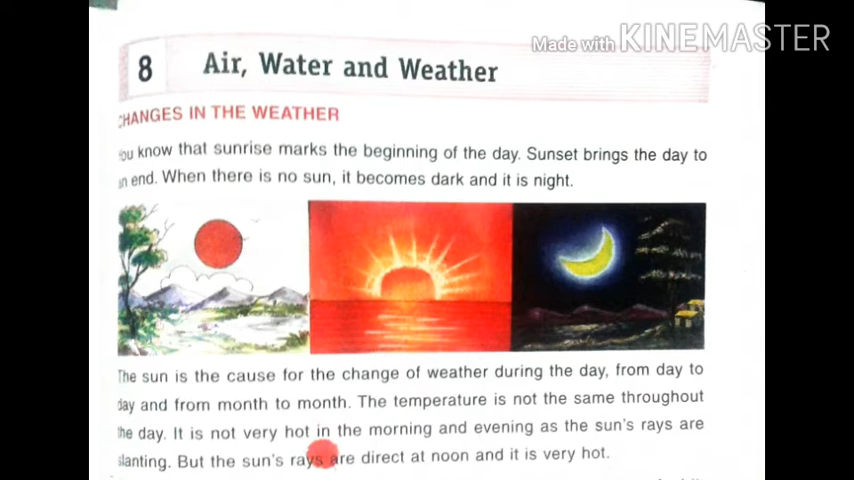 Made with KINEMASTER
8 Air, Water and Weather
CHANGES IN THE WEATHER
You know that sunrise marks the beginning of the day. Sunset brings the day to
an end. When there is no sun, it becomes dark and it is night.
The sun is the cause for the change of weather during the day, from day to
day and from month to month. The temperature is not the same throughout
the day. It is not very hot in the morning and evening as the sun's rays are
slanting. But the sun's rays are direct at noon and it is very hot.